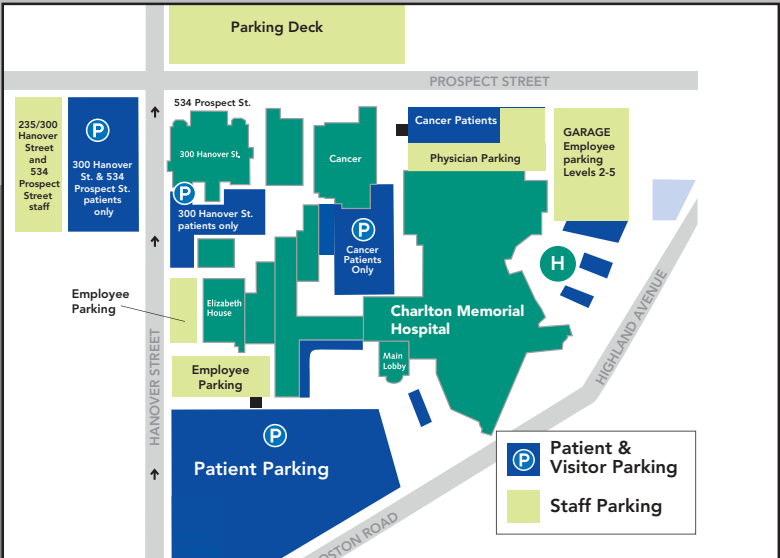 Parking Deck
PROSPECT STREET
534 Prospect St.
235/300
Hanover
Street
and
534
Prospect
Street
staff
P
300 Hanover
St. & 534
Prospect St.
patients
only
300 Hanover St.
P
300 Hanover St.
patients only
Cancer
Cancer Patients
Physician Parking
GARAGE
Employee
parking
Levels 2-5
P
Cancer
Patients
Only
H
Employee
Parking
Elizabeth
House
Charlton Memorial
Hospital
Main
Lobby
Employee
Parking
HANOVER STREET
HIGHLAND AVENUE
P
Patient Parking
OSTON ROAD
P
Patient &
Visitor Parking
Staff Parking